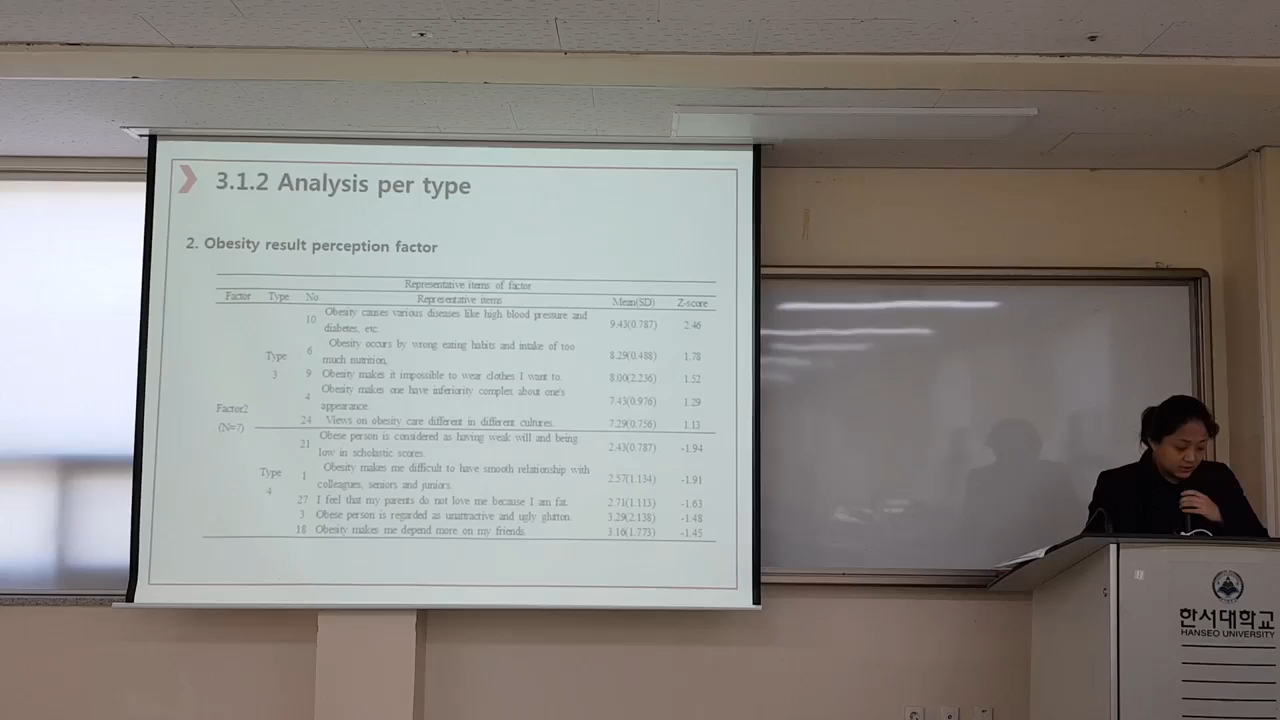 3.1.2 Analysis per type
2. Obesity result perception factor
Representative items of factor
Factor Type No Representative items Mean(SD) Z-score
10 Obesity causes various diseases like high blood pressure and diabetes, etc. 9.43(0.787) 2.46
6 Obesity occurs by wrong eating habits and intake of too much nutrition. 8.29(0.488) 1.78
Type 3
9 Obesity makes it impossible to wear clothes I want to. 8.00(2.236) 1.52
4 Obesity makes one have inferiority complex about one's appearance. 7.43(0.976) 1.29
24 Views on obesity care different in different cultures. 7.29(0.756) 1.13
Factor2 (N=7)
21 Obese person is considered as having weak will and being low in scholastic scores. 2.43(0.787) -1.94
1 Obesity makes me difficult to have smooth relationship with colleagues, seniors and juniors. 2.57(1.134) -1.91
Type 4
27 I feel that my parents do not love me because I am fat. 2.71(1.113) -1.63
3 Obese person is regarded as unattractive and ugly glutton. 3.29(2.138) -1.48
18 Obesity makes me depend more on my friends. 3.16(1.773) -1.45
한서대학교
HANSEO UNIVERSITY